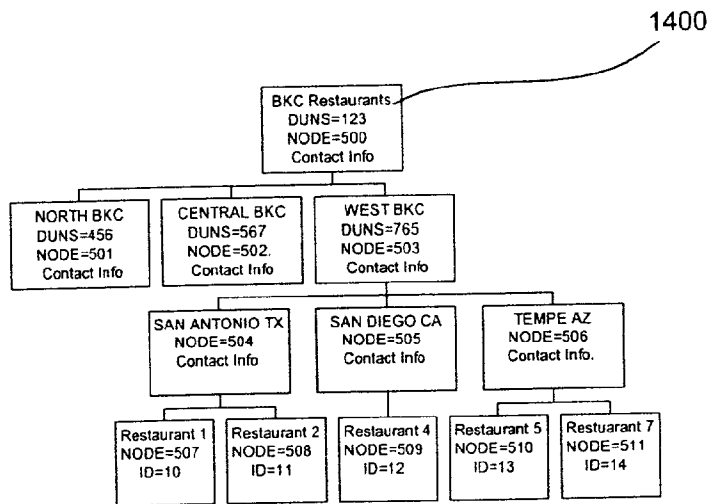 1400
BKC Restaurants
DUNS=123
NODE=500
Contact Info
NORTH BKC
DUNS=456
NODE=501
Contact Info
CENTRAL BKC
DUNS=567
NODE=502.
Contact Info
WEST BKC
DUNS=765
NODE=503
Contact Info
SAN ANTONIO TX
NODE=504
Contact Info
SAN DIEGO CA
NODE=505
Contact Info
TEMPE AZ
NODE=506
Contact Info.
Restaurant 1
NODE=507
ID=10
Restaurant 2
NODE=508
ID=11
Restaurant 4
NODE=509
ID=12
Restaurant 5
NODE=510
ID=13
Restaurant 7
NODE=511
ID=14